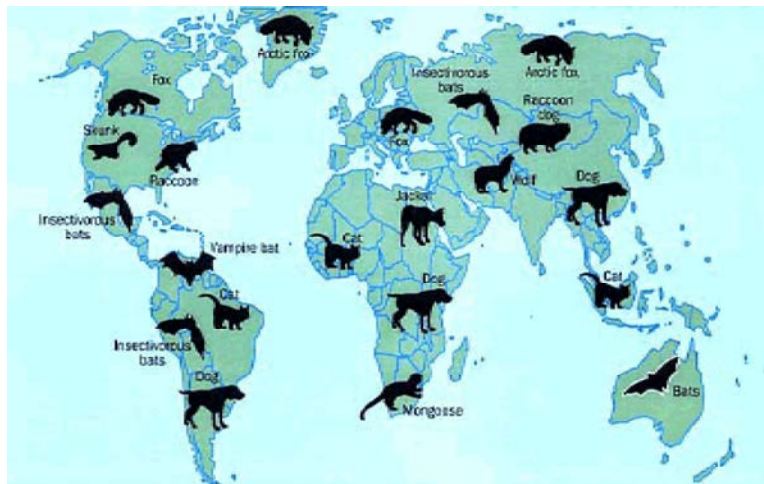 Arctic fox
Arctic fox
Fox
Insectivorous
bats
Raccoon
dog
Skunk
Fox
Raccoon
Wolf
Dog
Jackal
Insectivorous
bats
Cat
Vampire bat
Dog
Cat
Cat
Insectivorous
bats
Dog
Mongoose
Bats